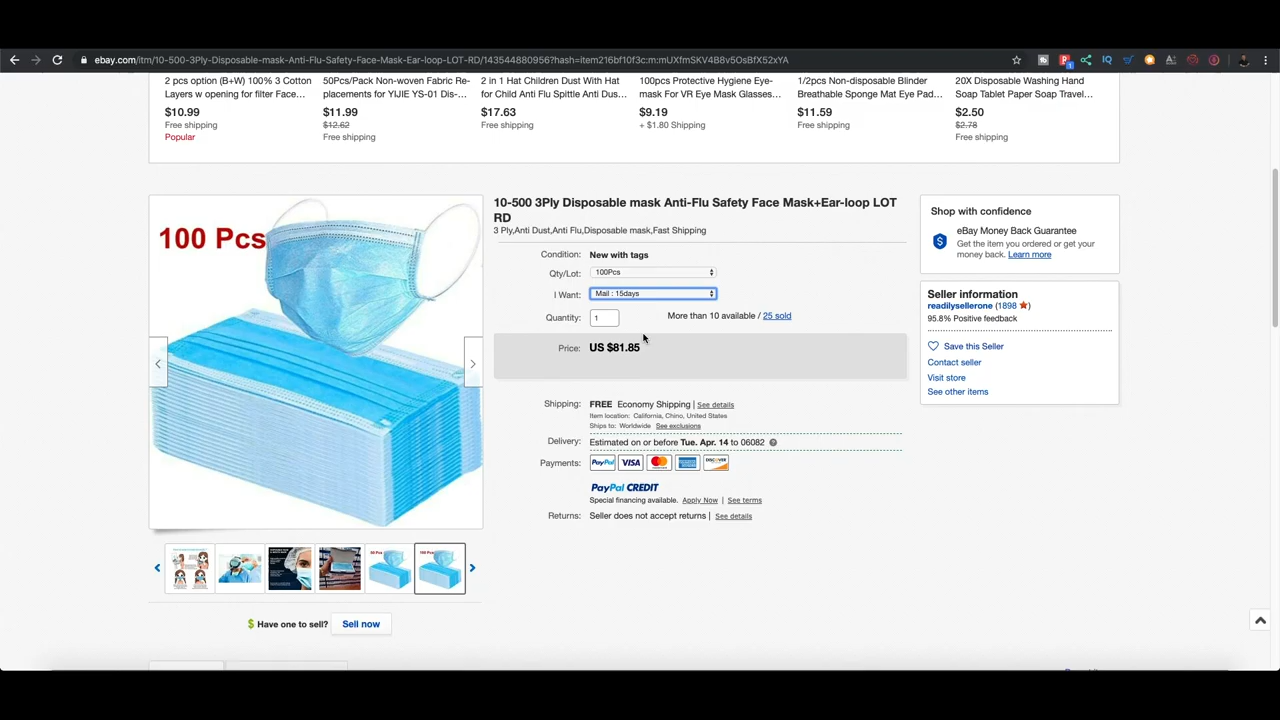 ebay.com/itm/10-500-3Ply-Disposable-mask-Anti-Flu-Safety-Face-Mask-Ear-loop-LOT-RD/143544880956?hash=item216bf10f3c:m:mUXfmSKV4B8v5OsBfX52xYA
2 pcs option (B+W) 100% 3 Cotton
Layers w opening for filter Face...
$10.99
Free shipping
Popular
50Pcs/Pack Non-woven Fabric Re-
placements for YIJIE YS-01 Dis-...
$11.99
$12.62
Free shipping
2 in 1 Hat Children Dust With Hat
for Child Anti Flu Spittle Anti Dus...
$17.63
Free shipping
100pcs Protective Hygiene Eye-
mask For VR Eye Mask Glasses...
$9.19
+ $1.80 Shipping
1/2pcs Non-disposable Blinder
Breathable Sponge Mat Eye Pad...
$11.59
Free shipping
20X Disposable Washing Hand
Soap Tablet Paper Soap Travel...
$2.50
$2.78
Free shipping
100 Pcs
10-500 3Ply Disposable mask Anti-Flu Safety Face Mask+Ear-loop LOT
RD
3 Ply,Anti Dust,Anti Flu,Disposable mask,Fast Shipping
Condition: New with tags
Qty/Lot: 100Pcs
I Want: Mail : 15days
Quantity: 1 More than 10 available / 25 sold
Price: US $81.85
Shipping: FREE Economy Shipping | See details
Item location: California, Chino, United States
Ships to: Worldwide See exclusions
Delivery: Estimated on or before Tue. Apr. 14 to 06082
Payments: PayPal VISA MasterCard DISCOVER
PayPal CREDIT
Special financing available. Apply Now | See terms
Returns: Seller does not accept returns | See details
Shop with confidence
eBay Money Back Guarantee
Get the item you ordered or get your
money back. Learn more
Seller information
readilysellerone (1898)
95.8% Positive feedback
Save this Seller
Contact seller
Visit store
See other items
50 Pcs
100 Pcs
Have one to sell? Sell now